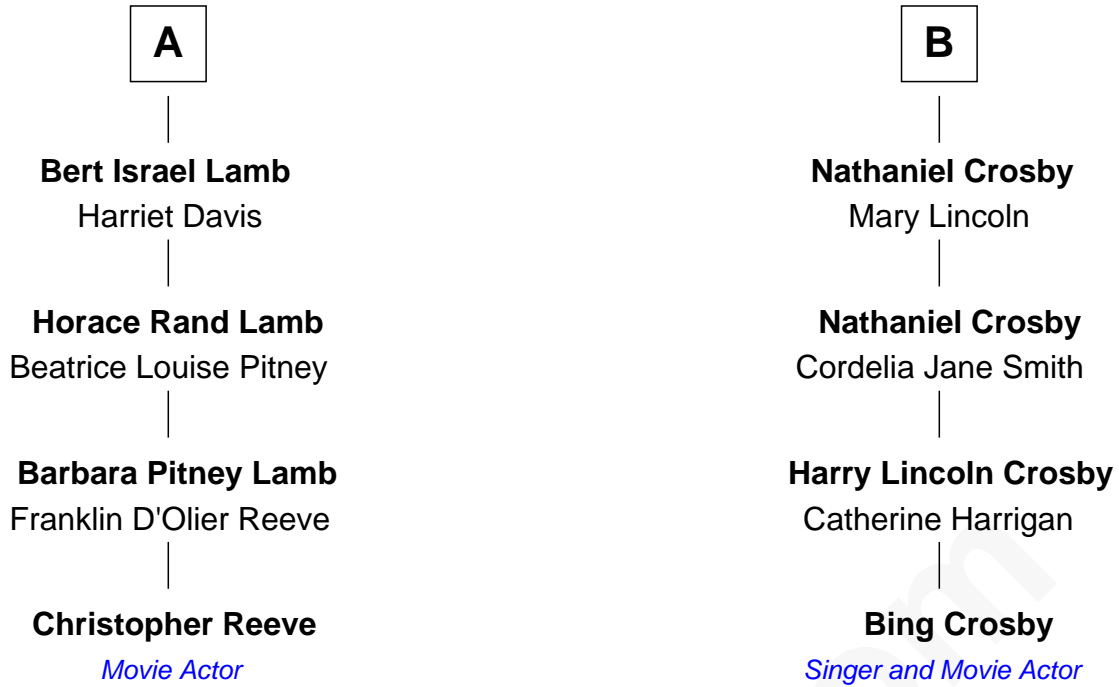 A
Bert Israel Lamb
Harriet Davis
Horace Rand Lamb
Beatrice Louise Pitney
Barbara Pitney Lamb
Franklin D'Olier Reeve
Christopher Reeve
Movie Actor
B
Nathaniel Crosby
Mary Lincoln
Nathaniel Crosby
Cordelia Jane Smith
Harry Lincoln Crosby
Catherine Harrigan
Bing Crosby
Singer and Movie Actor